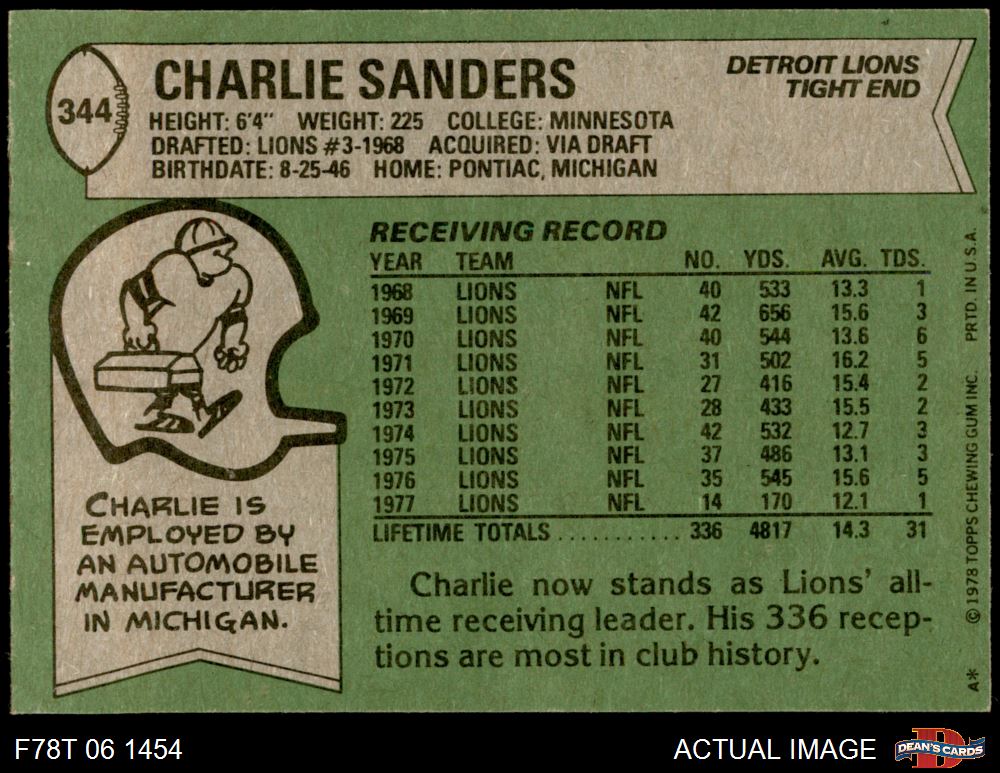 344
CHARLIE SANDERS
DETROIT LIONS
TIGHT END
HEIGHT: 6'4" WEIGHT: 225 COLLEGE: MINNESOTA
DRAFTED: LIONS #3-1968 ACQUIRED: VIA DRAFT
BIRTHDATE: 8-25-46 HOME: PONTIAC, MICHIGAN
RECEIVING RECORD
YEAR TEAM NO. YDS. AVG. TDS.
1968 LIONS NFL 40 533 13.3 1
1969 LIONS NFL 42 656 15.6 3
1970 LIONS NFL 40 544 13.6 6
1971 LIONS NFL 31 502 16.2 5
1972 LIONS NFL 27 416 15.4 2
1973 LIONS NFL 28 433 15.5 2
1974 LIONS NFL 42 532 12.7 3
1975 LIONS NFL 37 486 13.1 3
1976 LIONS NFL 35 545 15.6 5
1977 LIONS NFL 14 170 12.1 1
LIFETIME TOTALS ........... 336 4817 14.3 31
CHARLIE IS
EMPLOYED BY
AN AUTOMOBILE
MANUFACTURER
IN MICHIGAN.
Charlie now stands as Lions' all-
time receiving leader. His 336 recep-
tions are most in club history.
A* © 1978 TOPPS CHEWING GUM INC. PRTD. IN U.S.A.
F78T 06 1454
ACTUAL IMAGE
D
DEAN'S CARDS